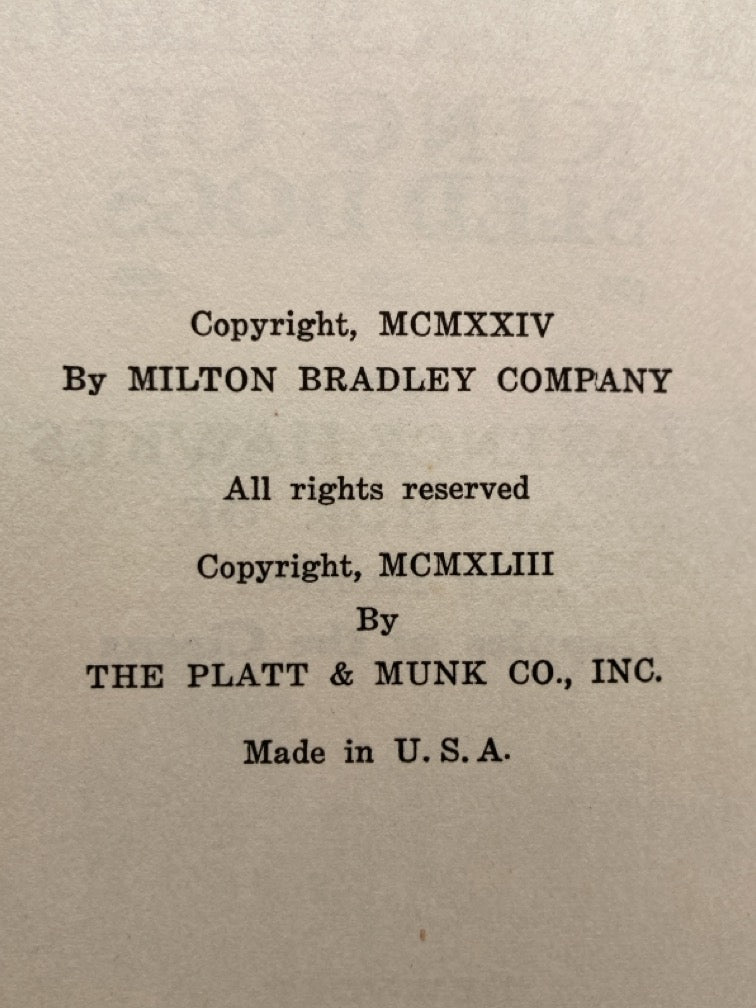 Copyright, MCMXXIV
By MILTON BRADLEY COMPANY
All rights reserved
Copyright, MCMXLIII
By
THE PLATT & MUNK CO., INC.
Made in U. S. A.